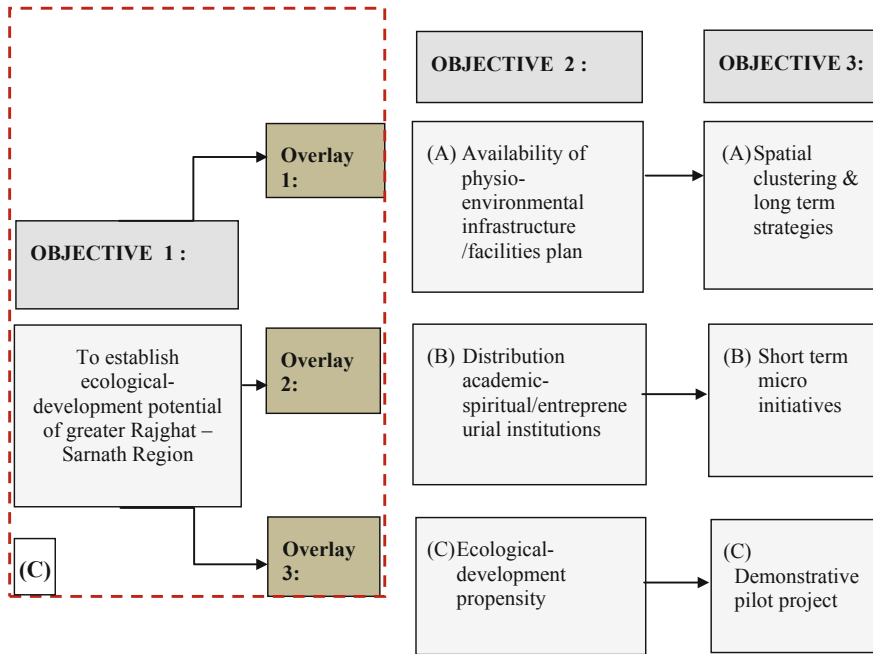 OBJECTIVE 1 :
To establish
ecological-
development potential
of greater Rajghat –
Sarnath Region
(C)
Overlay
1:
Overlay
2:
Overlay
3:
OBJECTIVE 2 :
(A) Availability of
physio-
environmental
infrastructure
/facilities plan
(B) Distribution
academic-
spiritual/entreprene
urial institutions
(C) Ecological-
development
propensity
OBJECTIVE 3:
(A) Spatial
clustering &
long term
strategies
(B) Short term
micro
initiatives
(C)
Demonstrative
pilot project